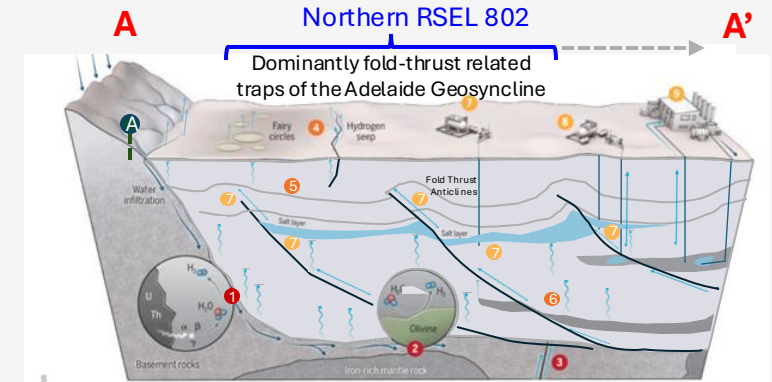 A
Northern RSEL 802
A'
Dominantly fold-thrust related
traps of the Adelaide Geosyncline
A
Fairy
circles
4
Hydrogen
seep
7
8
9
Water
infiltration
5
Fold Thrust
Anticlines
7
7
Salt layer
7
Salt layer
7
7
H₂
U
Th
H₂O
α β
γ
1
H₂
Olivine
2
6
3
Basement rocks
Iron-rich mantle rock